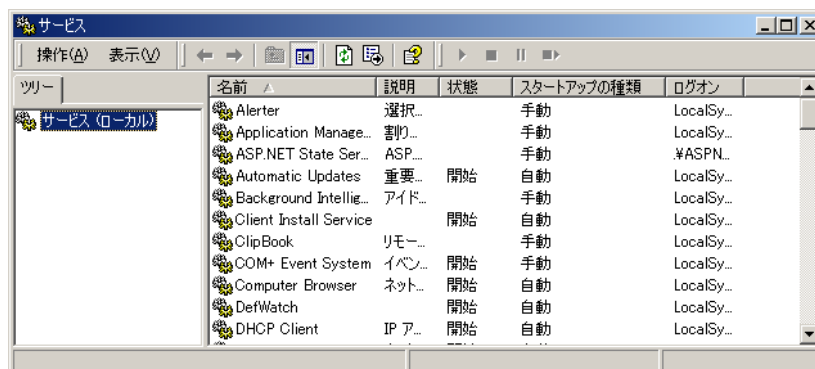 サービス
操作(A) 表示(V)
ツリー
サービス (ローカル)
名前 説明 状態 スタートアップの種類 ログオン
Alerter 選択... 手動 LocalSy...
Application Manage... 割り... 手動 LocalSy...
ASP.NET State Ser... ASP.... 手動 .¥ASPN...
Automatic Updates 重要... 開始 自動 LocalSy...
Background Intellig... アイド... 手動 LocalSy...
Client Install Service 開始 自動 LocalSy...
ClipBook リモー... 手動 LocalSy...
COM+ Event System イベン... 開始 手動 LocalSy...
Computer Browser ネット... 開始 自動 LocalSy...
DefWatch 開始 自動 LocalSy...
DHCP Client IP ア... 開始 自動 LocalSy...